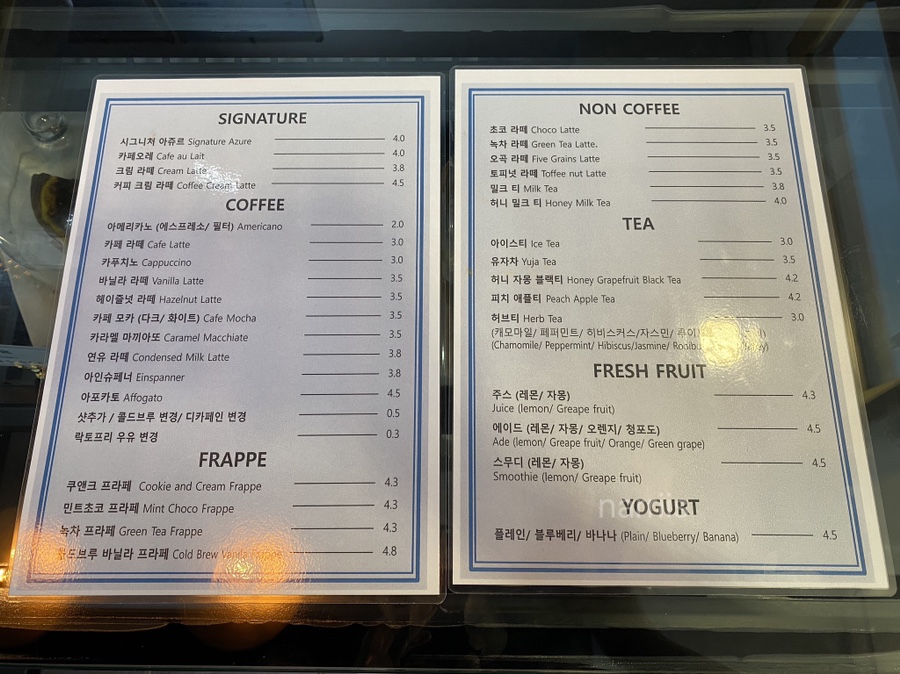 SIGNATURE
시그니처 아쥬르 Signature Azure 4.0
카페오레 Cafe au Lait 4.0
크림 라떼 Cream Latte 3.8
커피 크림 라떼 Coffee Cream Latte 4.5
COFFEE
아메리카노 (에스프레소/ 필터) Americano 2.0
카페 라떼 Cafe Latte 3.0
카푸치노 Cappuccino 3.0
바닐라 라떼 Vanilla Latte 3.5
헤이즐넛 라떼 Hazelnut Latte 3.5
카페 모카 (다크/ 화이트) Cafe Mocha 3.5
카라멜 마끼아또 Caramel Macchiate 3.5
연유 라떼 Condensed Milk Latte 3.8
아인슈페너 Einspanner 3.8
아포카토 Affogato 4.5
샷추가 / 콜드브루 변경/ 디카페인 변경 0.5
락토프리 우유 변경 0.3
FRAPPE
쿠앤크 프라페 Cookie and Cream Frappe 4.3
민트초코 프라페 Mint Choco Frappe 4.3
녹차 프라페 Green Tea Frappe 4.3
콜드브루 바닐라 프라페 Cold Brew Vanilla Frappe 4.8
NON COFFEE
초코 라떼 Choco Latte 3.5
녹차 라떼 Green Tea Latte. 3.5
오곡 라떼 Five Grains Latte 3.5
토피넛 라떼 Toffee nut Latte 3.5
밀크 티 Milk Tea 3.8
허니 밀크 티 Honey Milk Tea 4.0
TEA
아이스티 Ice Tea 3.0
유자차 Yuja Tea 3.5
허니 자몽 블랙티 Honey Grapefruit Black Tea 4.2
피치 애플티 Peach Apple Tea 4.2
허브티 Herb Tea 3.0
(캐모마일/ 페퍼민트/ 히비스커스/자스민/
(Chamomile/ Peppermint/ Hibiscus/Jasmine/
FRESH FRUIT
주스 (레몬/ 자몽) 4.3
Juice (lemon/ Greape fruit)
에이드 (레몬/ 자몽/ 오렌지/ 청포도) 4.5
Ade (lemon/ Greape fruit/ Orange/ Green grape)
스무디 (레몬/ 자몽) 4.5
Smoothie (lemon/ Greape fruit)
YOGURT
플레인/ 블루베리/ 바나나 (Plain/ Blueberry/ Banana) 4.5